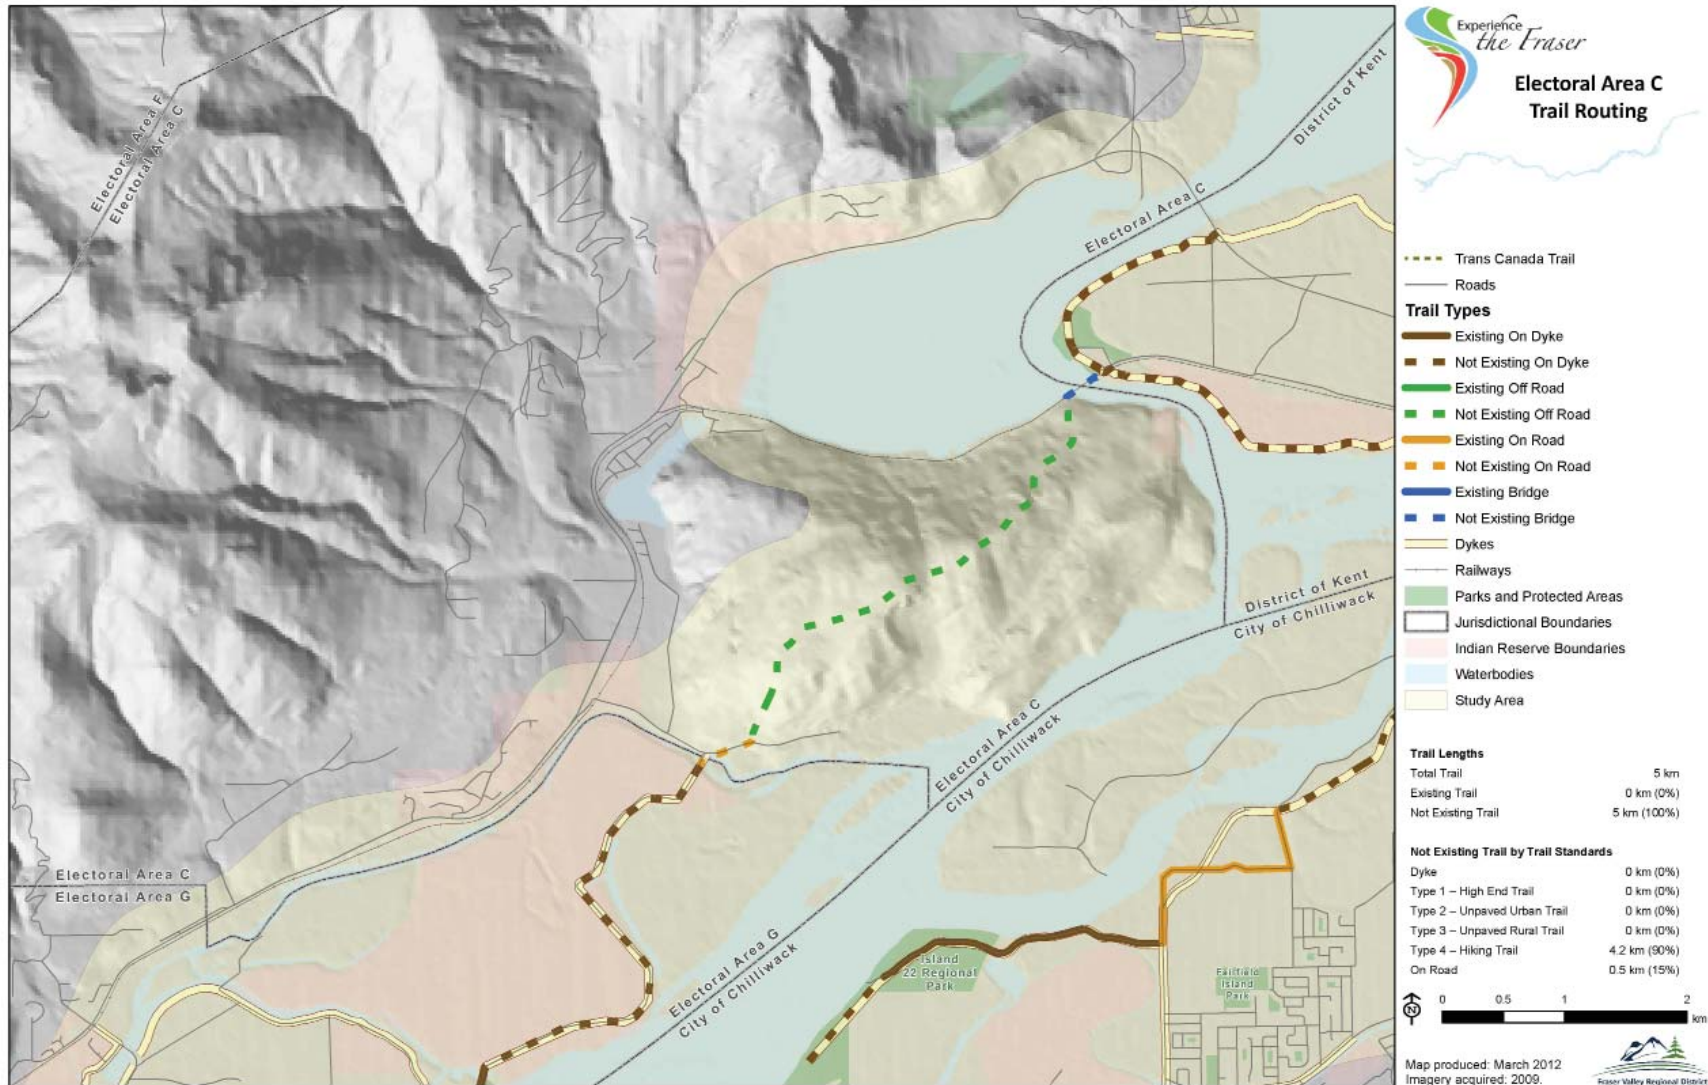 Experience
the Fraser
Electoral Area C
Trail Routing
Trans Canada Trail
Roads
Trail Types
Existing On Dyke
Not Existing On Dyke
Existing Off Road
Not Existing Off Road
Existing On Road
Not Existing On Road
Existing Bridge
Not Existing Bridge
Dykes
Railways
Parks and Protected Areas
Jurisdictional Boundaries
Indian Reserve Boundaries
Waterbodies
Study Area
Trail Lengths
Total Trail 5 km
Existing Trail 0 km (0%)
Not Existing Trail 5 km (100%)
Not Existing Trail by Trail Standards
Dyke 0 km (0%)
Type 1 – High End Trail 0 km (0%)
Type 2 – Unpaved Urban Trail 0 km (0%)
Type 3 – Unpaved Rural Trail 0 km (0%)
Type 4 – Hiking Trail 4.2 km (90%)
On Road 0.5 km (15%)
N
0 0.5 1 2
km
Map produced: March 2012
Imagery acquired: 2009.
Fraser Valley Regional District
Electoral Area F
Electoral Area C
District of Kent
Electoral Area C
District of Kent
City of Chilliwack
Electoral Area C
City of Chilliwack
Electoral Area C
Electoral Area G
Electoral Area G
City of Chilliwack
Island
22 Regional
Park
Fairfield
Island
Park